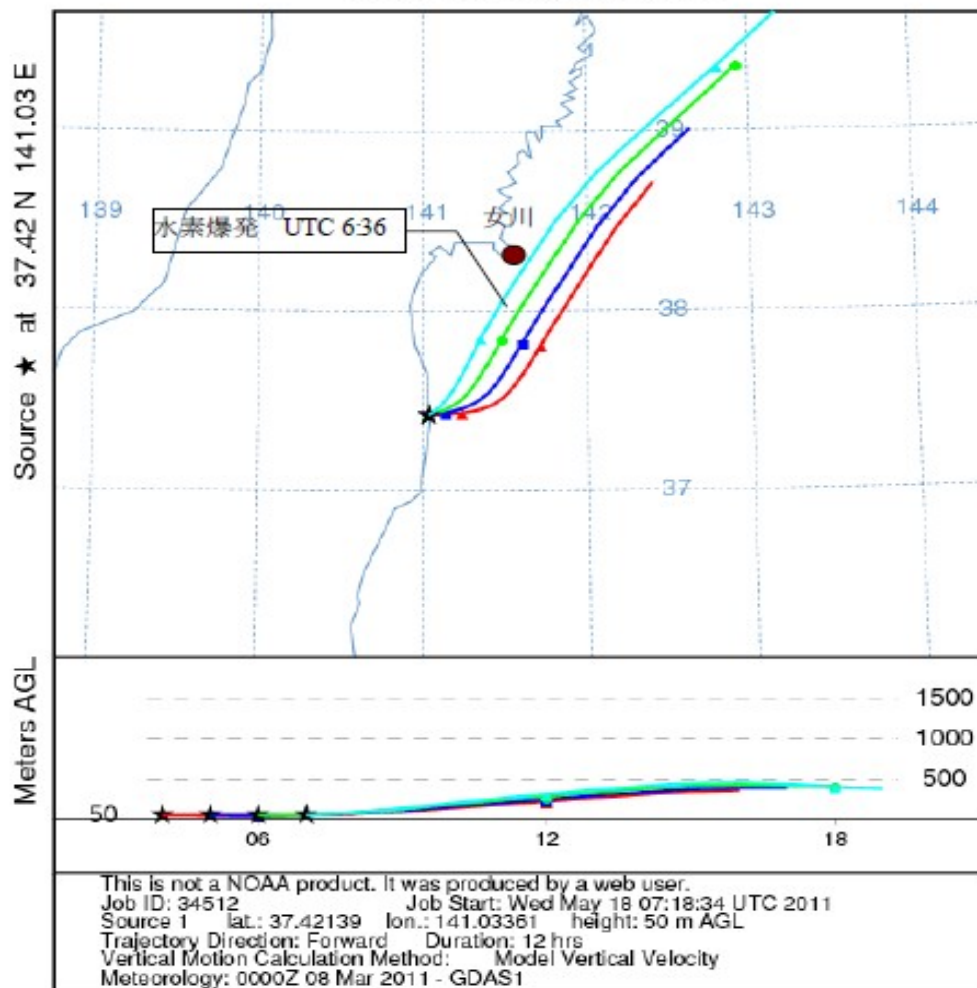 Source ★ at 37.42 N 141.03 E
39
139
140
141
142
143
144
女川
水素爆発 UTC 6:36
38
37
Meters AGL
1500
1000
500
50
06
12
18
This is not a NOAA product. It was produced by a web user.
Job ID: 34512 Job Start: Wed May 18 07:18:34 UTC 2011
Source 1 lat.: 37.42139 lon.: 141.03361 height: 50 m AGL
Trajectory Direction: Forward Duration: 12 hrs
Vertical Motion Calculation Method: Model Vertical Velocity
Meteorology: 0000Z 08 Mar 2011 - GDAS1